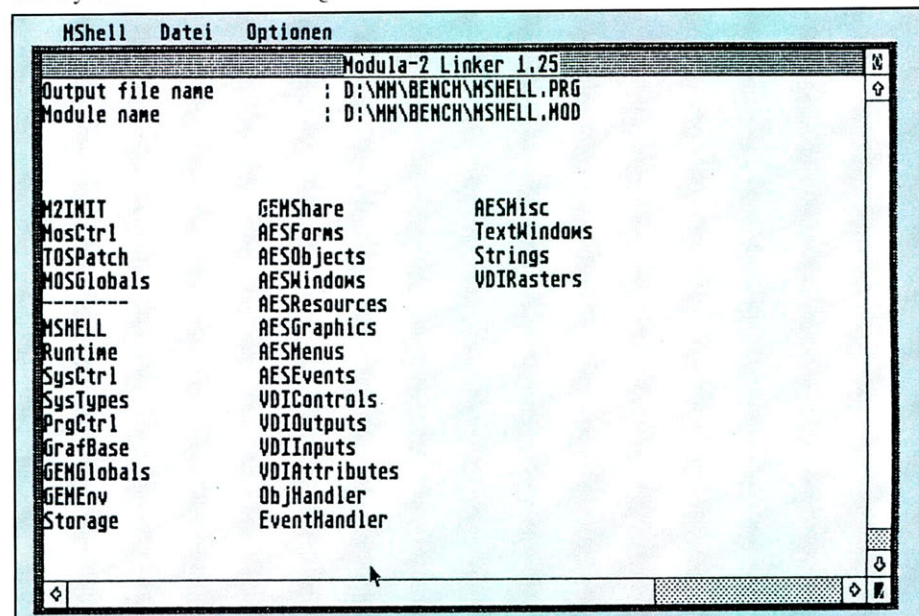 MShell Datei Optionen
Modula-2 Linker 1.25
Output file name : D:\MM\BENCH\MSHELL.PRG
Module name : D:\MM\BENCH\MSHELL.MOD
M2INIT GEMShare AESMisc
MosCtrl AESForms TextWindows
TOSPatch AESObjects Strings
MOSGlobals AESWindows VDIRasters
--------- AESResources
MSHELL AESGraphics
Runtime AESMenus
SysCtrl AESEvents
SysTypes VDIControls
PrgCtrl VDIOutputs
GrafBase VDIInputs
GEMGlobals VDIAttributes
GEMEnv ObjHandler
Storage EventHandler